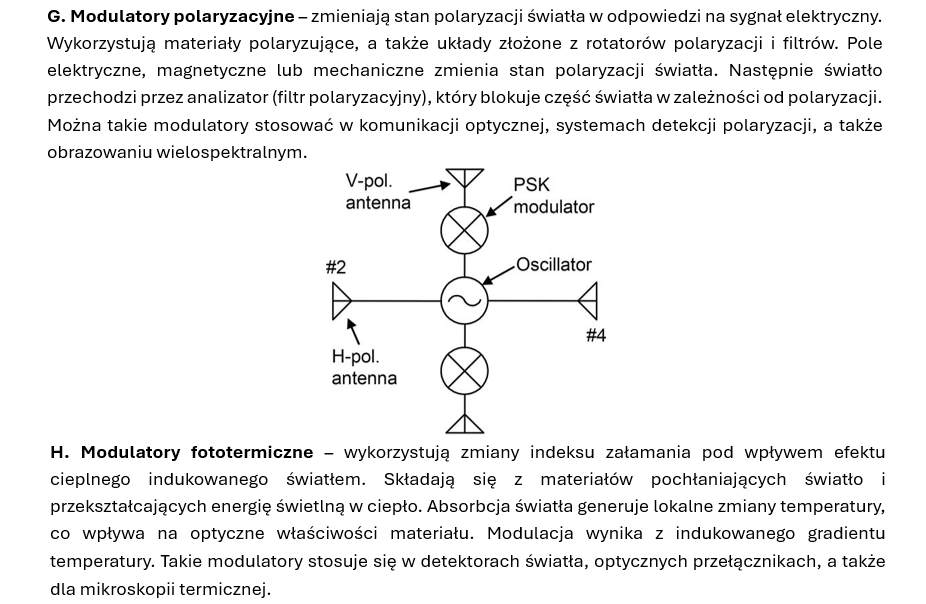 G. Modulatory polaryzacyjne – zmieniają stan polaryzacji światła w odpowiedzi na sygnał elektryczny.
Wykorzystują materiały polaryzujące, a także układy złożone z rotatorów polaryzacji i filtrów. Pole
elektryczne, magnetyczne lub mechaniczne zmienia stan polaryzacji światła. Następnie światło
przechodzi przez analizator (filtr polaryzacyjny), który blokuje część światła w zależności od polaryzacji.
Można takie modulatory stosować w komunikacji optycznej, systemach detekcji polaryzacji, a także
obrazowaniu wielospektralnym.
V-pol.
antenna
PSK
modulator
#2
Oscillator
#4
H-pol.
antenna
H. Modulatory fototermiczne – wykorzystują zmiany indeksu załamania pod wpływem efektu
cieplnego indukowanego światłem. Składają się z materiałów pochłaniających światło i
przekształcających energię świetlną w ciepło. Absorbcja światła generuje lokalne zmiany temperatury,
co wpływa na optyczne właściwości materiału. Modulacja wynika z indukowanego gradientu
temperatury. Takie modulatory stosuje się w detektorach światła, optycznych przełącznikach, a także
dla mikroskopii termicznej.